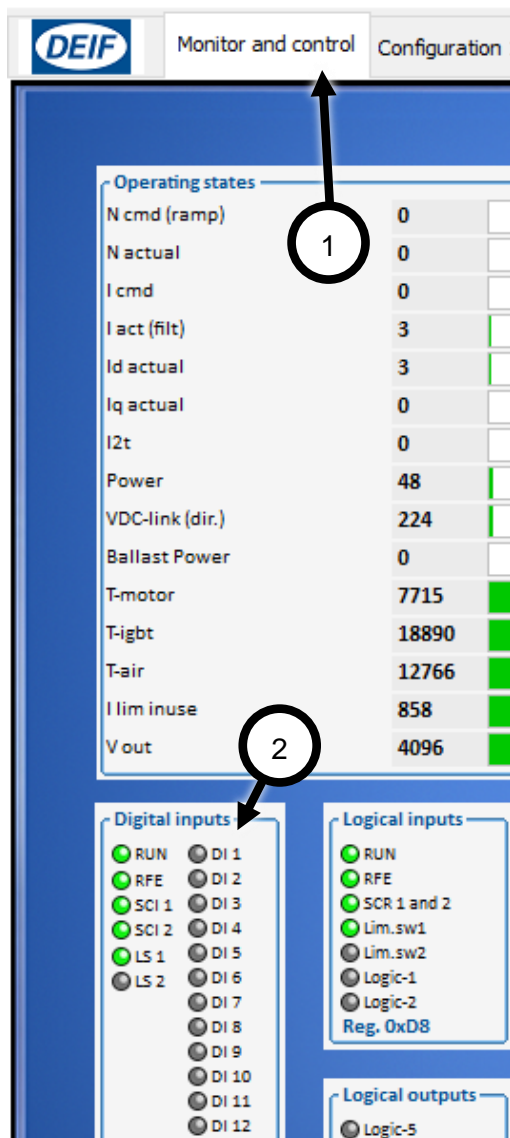 DEIF
Monitor and control
Configuration
1
Operating states
N cmd (ramp) 0
N actual 0
I cmd 0
I act (filt) 3
Id actual 3
Iq actual 0
I2t 0
Power 48
VDC-link (dir.) 224
Ballast Power 0
T-motor 7715
T-igbt 18890
T-air 12766
I lim inuse 858
V out 4096
2
Digital inputs
RUN
RFE
SCI 1
SCI 2
LS 1
LS 2
DI 1
DI 2
DI 3
DI 4
DI 5
DI 6
DI 7
DI 8
DI 9
DI 10
DI 11
DI 12
Logical inputs
RUN
RFE
SCR 1 and 2
Lim.sw1
Lim.sw2
Logic-1
Logic-2
Reg. 0xD8
Logical outputs
Logic-5